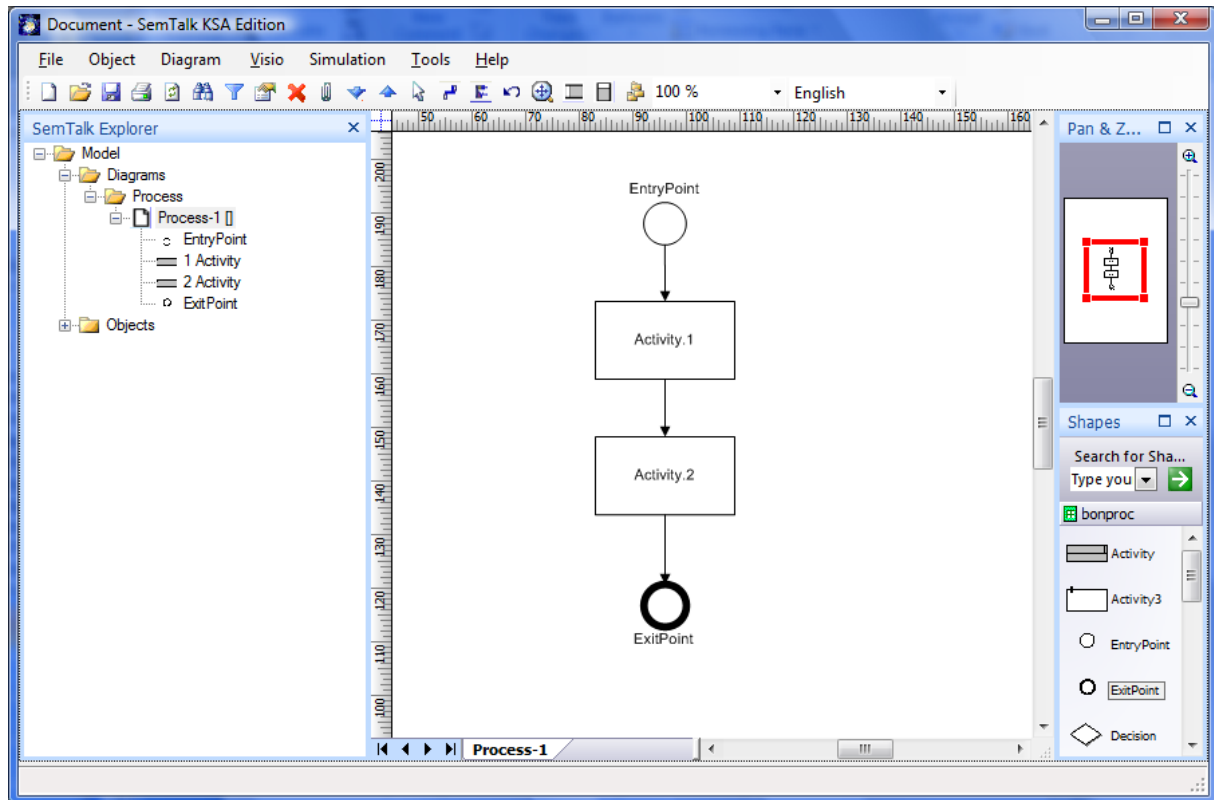 Document - SemTalk KSA Edition
File Object Diagram Visio Simulation Tools Help
100 % English
SemTalk Explorer
Model
Diagrams
Process
Process-1 []
EntryPoint
1 Activity
2 Activity
ExitPoint
Objects
50 60 70 80 90 100 110 120 130 140 150 160
200
190
180
170
160
150
140
130
120
110
100
EntryPoint
Activity.1
Activity.2
ExitPoint
Process-1
Pan & Z...
Shapes
Search for Sha...
Type you
bonproc
Activity
Activity3
EntryPoint
ExitPoint
Decision